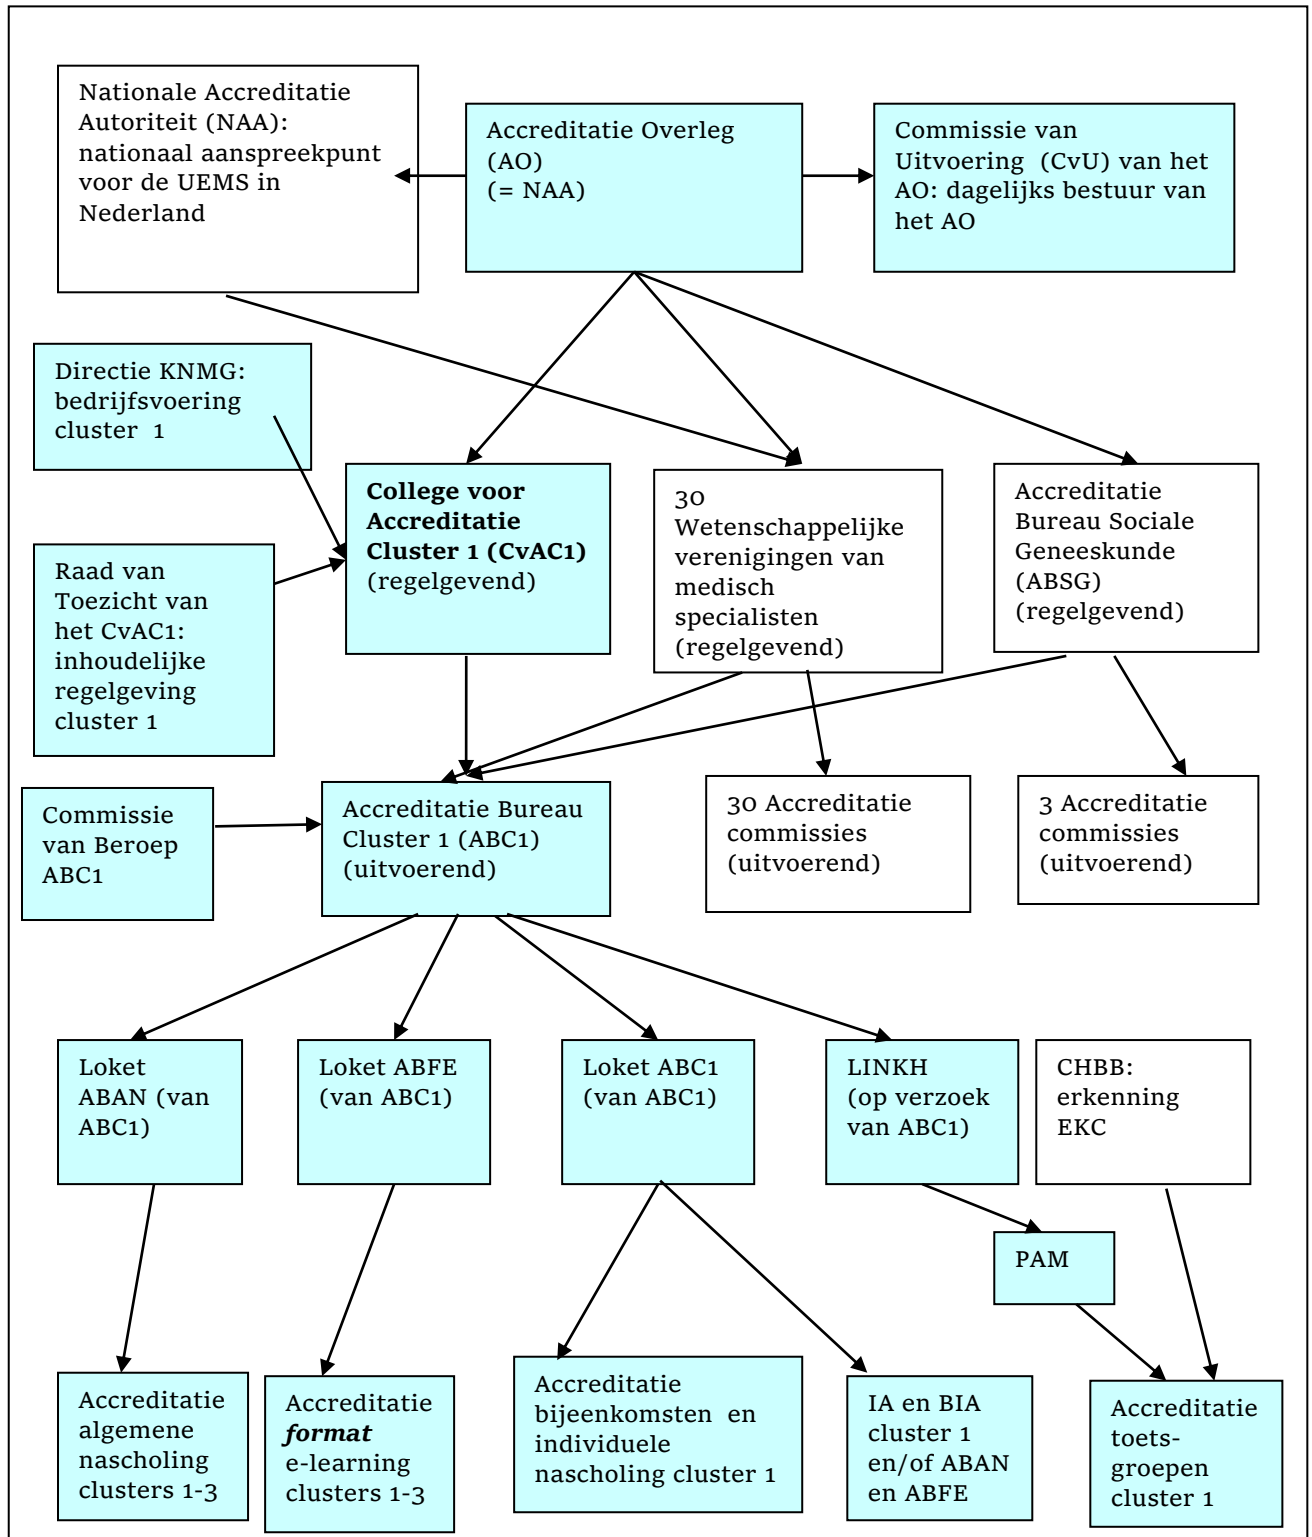 Nationale Accreditatie
Autoriteit (NAA):
nationaal aanspreekpunt
voor de UEMS in
Nederland
Accreditatie Overleg
(AO)
(= NAA)
Commissie van
Uitvoering (CvU) van het
AO: dagelijks bestuur van
het AO
Directie KNMG:
bedrijfsvoering
cluster 1
College voor
Accreditatie
Cluster 1 (CvAC1)
(regelgevend)
30
Wetenschappelijke
verenigingen van
medisch
specialisten
(regelgevend)
Accreditatie
Bureau Sociale
Geneeskunde
(ABSG)
(regelgevend)
Raad van
Toezicht van
het CvAC1:
inhoudelijke
regelgeving
cluster 1
Commissie
van Beroep
ABC1
Accreditatie Bureau
Cluster 1 (ABC1)
(uitvoerend)
30 Accreditatie
commissies
(uitvoerend)
3 Accreditatie
commissies
(uitvoerend)
Loket
ABAN (van
ABC1)
Loket ABFE
(van ABC1)
Loket ABC1
(van ABC1)
LINKH
(op verzoek
van ABC1)
CHBB:
erkenning
EKC
PAM
Accreditatie
algemene
nascholing
clusters 1-3
Accreditatie
format
e-learning
clusters 1-3
Accreditatie
bijeenkomsten en
individuele
nascholing cluster 1
IA en BIA
cluster 1
en/of ABAN
en ABFE
Accreditatie
toets-
groepen
cluster 1